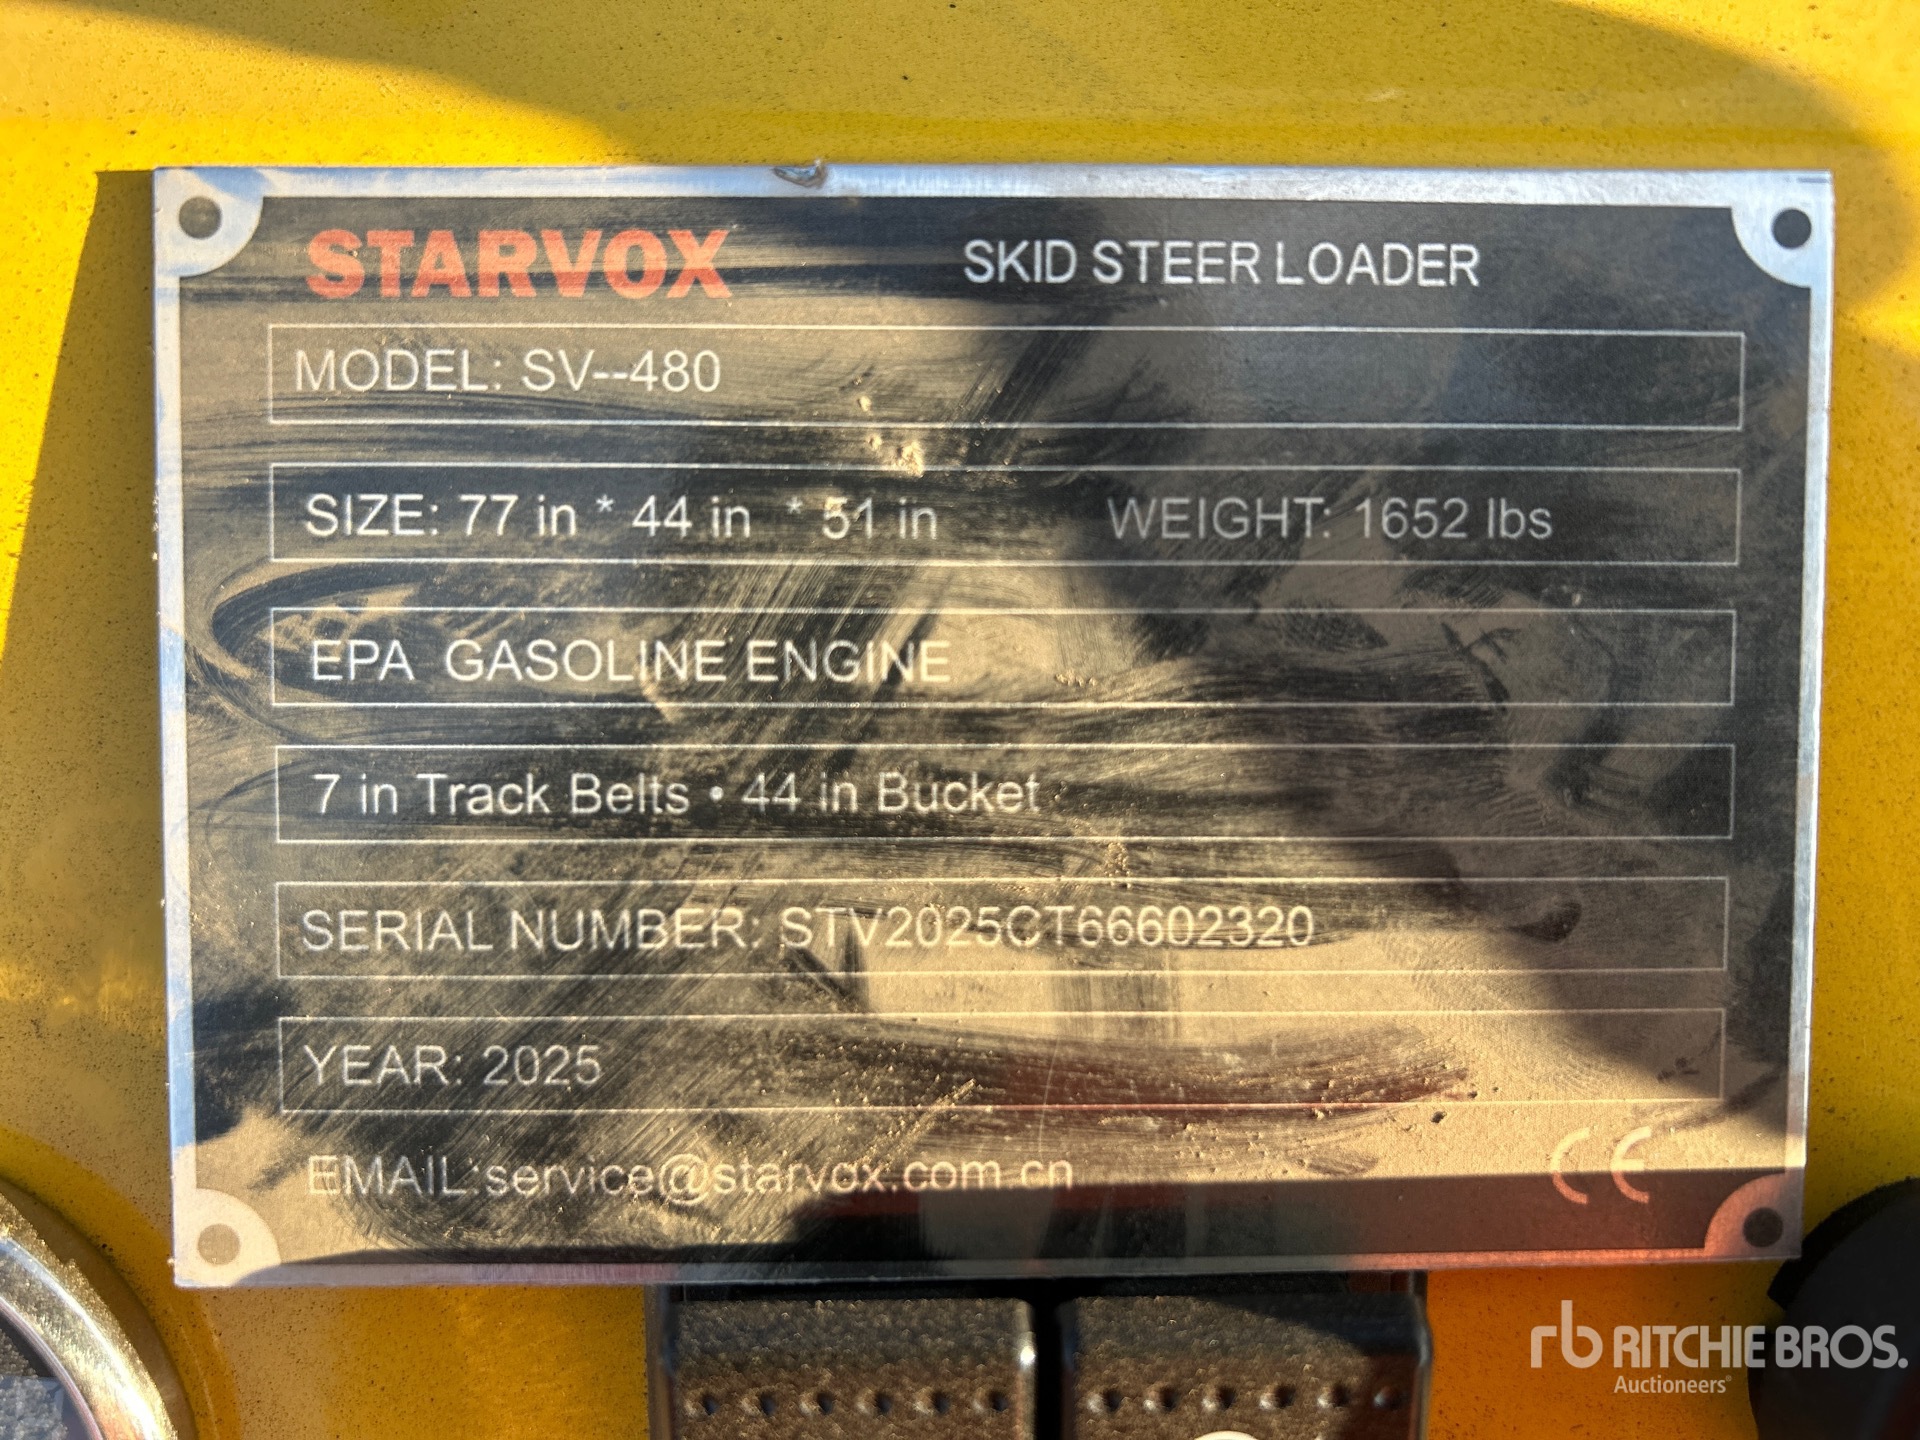 STARVOX SKID STEER LOADER
MODEL: SV--480
SIZE: 77 in * 44 in * 51 in WEIGHT: 1652 lbs
EPA GASOLINE ENGINE
7 in Track Belts • 44 in Bucket
SERIAL NUMBER: STV2025CT66602320
YEAR: 2025
EMAIL:service@starvox.com.cn
CE
rb RITCHIE BROS.
Auctioneers